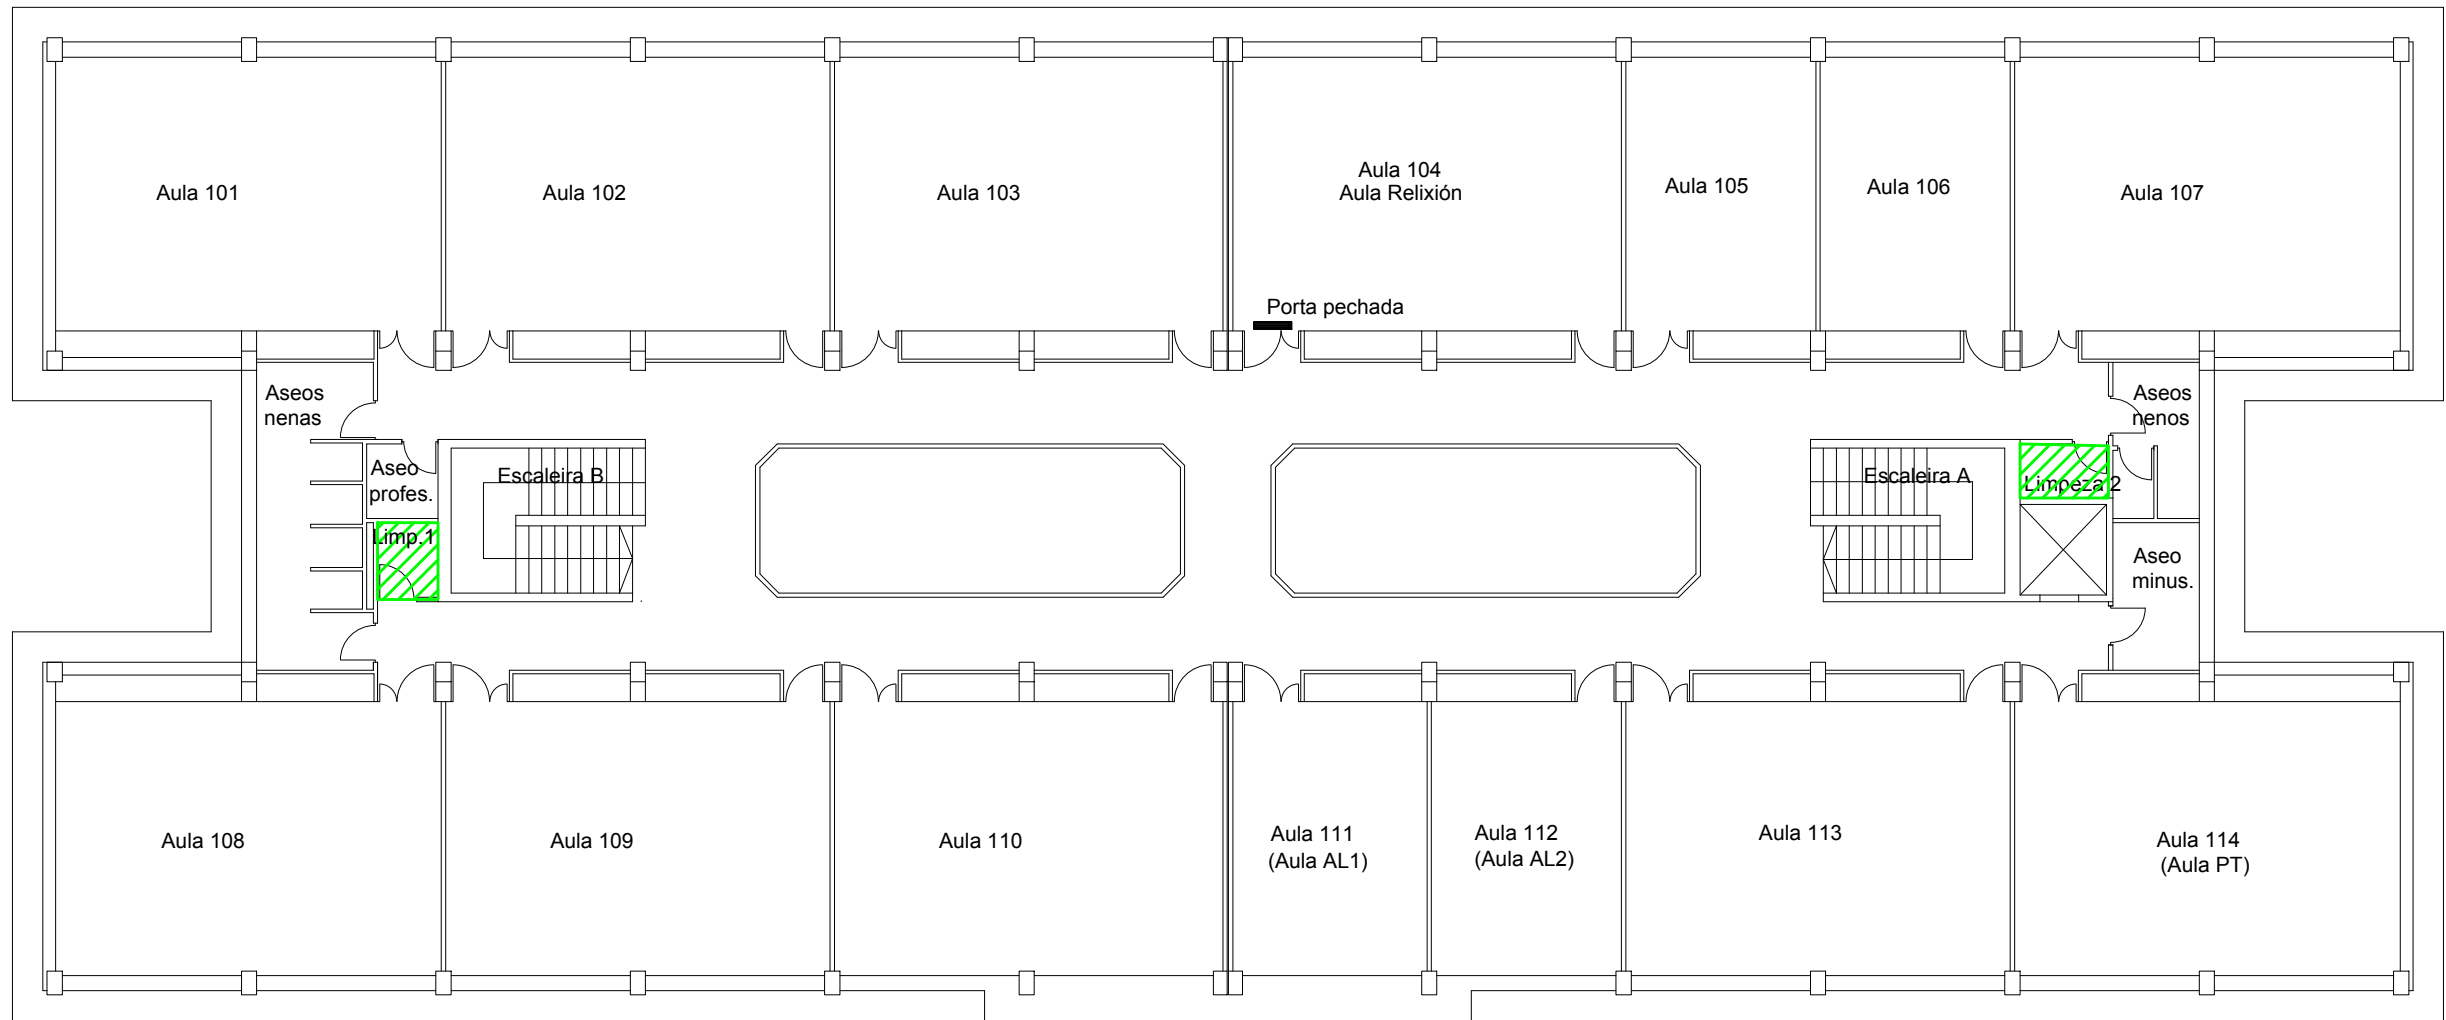 Aula 101
Aula 102
Aula 103
Aula 104
Aula Relixión
Aula 105
Aula 106
Aula 107
Porta pechada
Aseos
nenas
Aseos
nenos
Aseo
profes.
Escaleira B
Escaleira A
Limpeza 2
Limp.1
Aseo
minus.
Aula 108
Aula 109
Aula 110
Aula 111
(Aula AL1)
Aula 112
(Aula AL2)
Aula 113
Aula 114
(Aula PT)